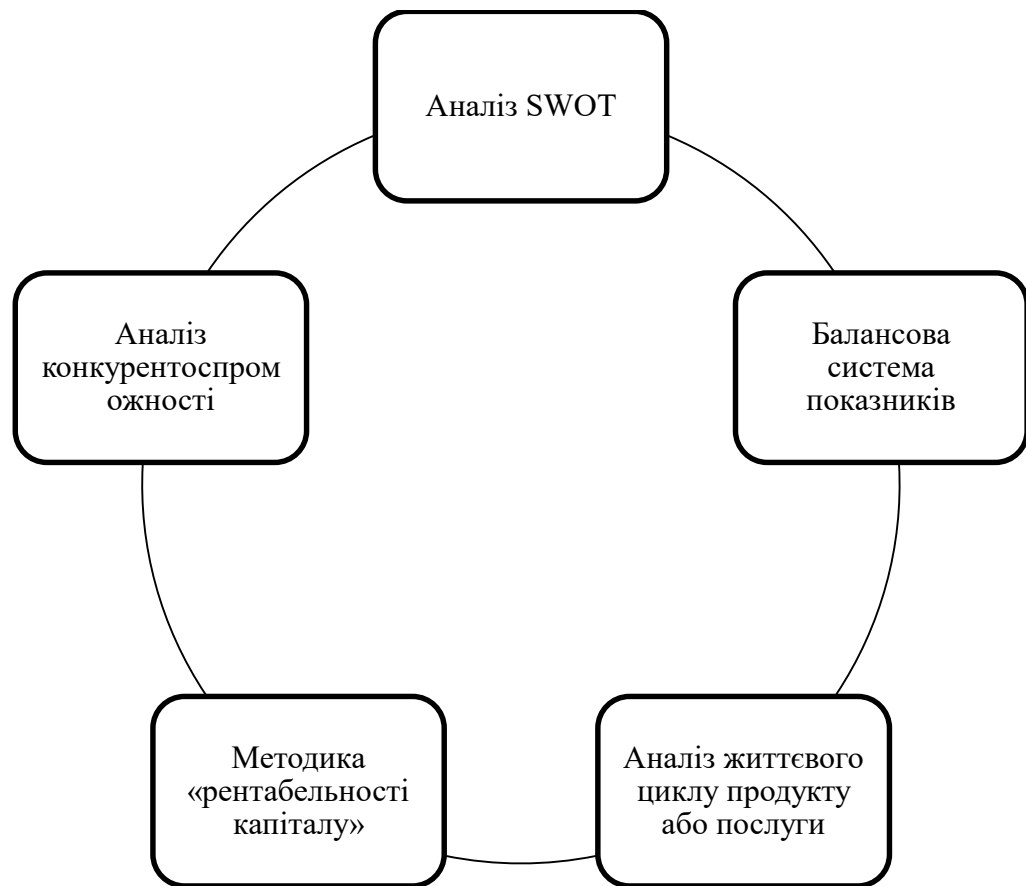 Аналіз SWOT
Балансова
система
показників
Аналіз життєвого
циклу продукту
або послуги
Методика
«рентабельності
капіталу»
Аналіз
конкурентоспром
ожності